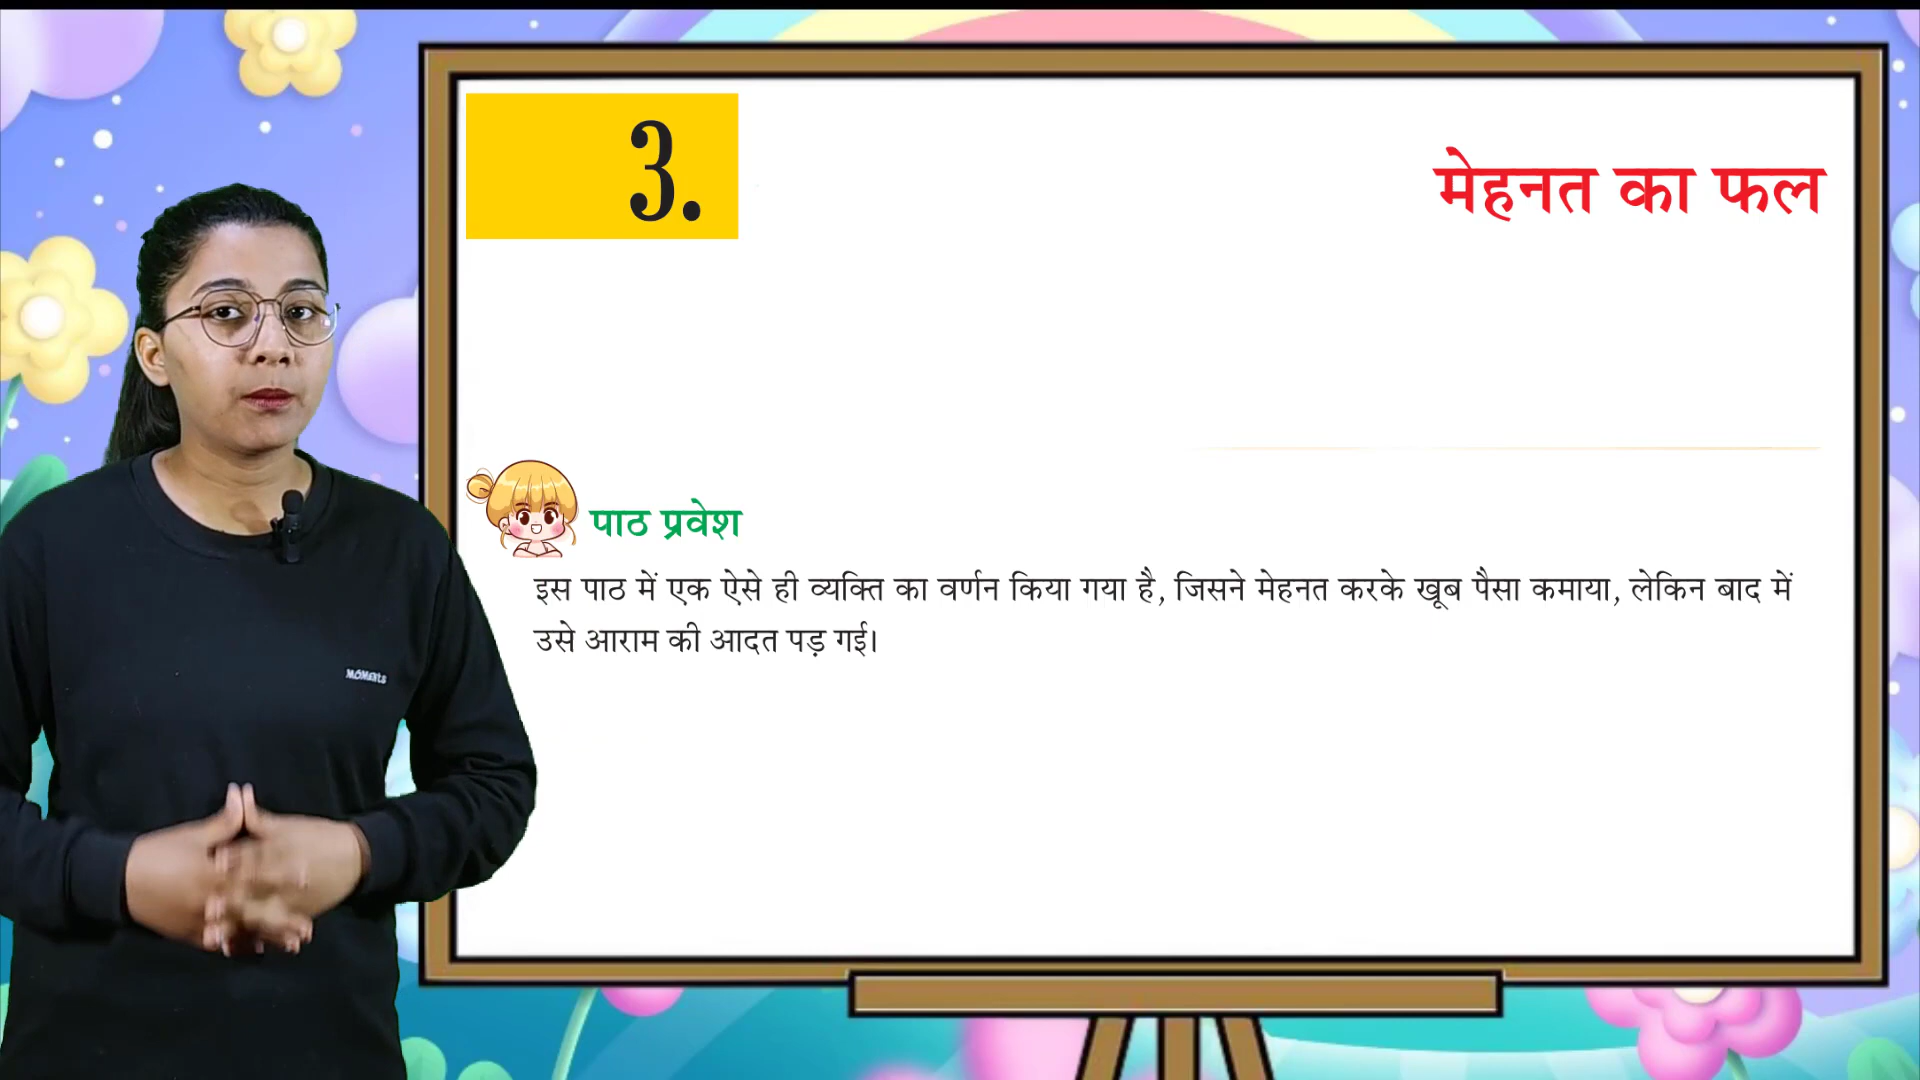 3.
मेहनत का फल
पाठ प्रवेश
इस पाठ में एक ऐसे ही व्यक्ति का वर्णन किया गया है, जिसने मेहनत करके खूब पैसा कमाया, लेकिन बाद में
उसे आराम की आदत पड़ गई।
MOMents